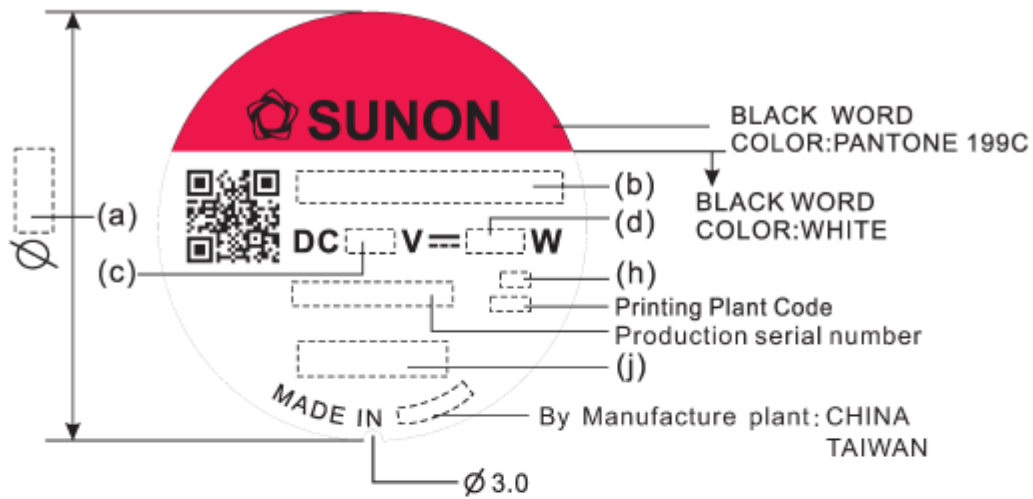 SUNON
BLACK WORD
COLOR:PANTONE 199C
(a)
(b)
BLACK WORD
COLOR:WHITE
(d)
DC V W
(c)
(h)
Printing Plant Code
Production serial number
(j)
MADE IN
By Manufacture plant: CHINA
TAIWAN
Ø
Ø 3.0